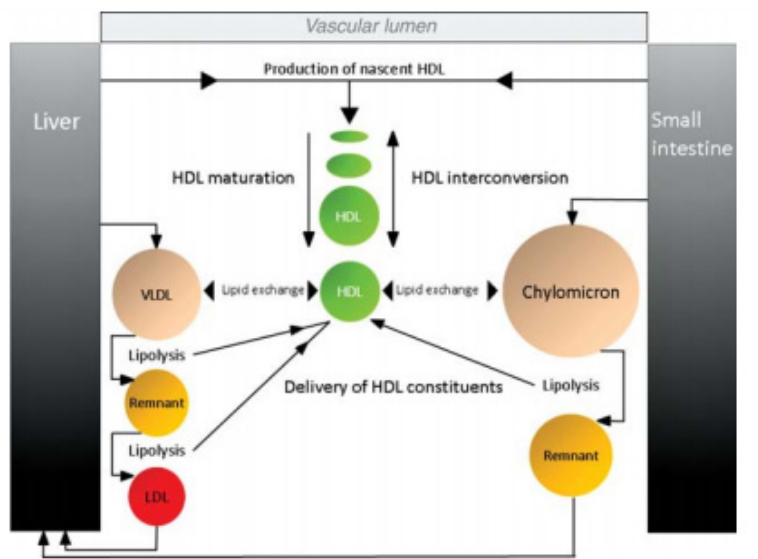 Vascular lumen
Production of nascent HDL
Liver
Small
intestine
HDL maturation
HDL interconversion
HDL
VLDL
Lipid exchange
HDL
Lipid exchange
Chylomicron
Lipolysis
Delivery of HDL constituents
Lipolysis
Remnant
Lipolysis
Remnant
LDL